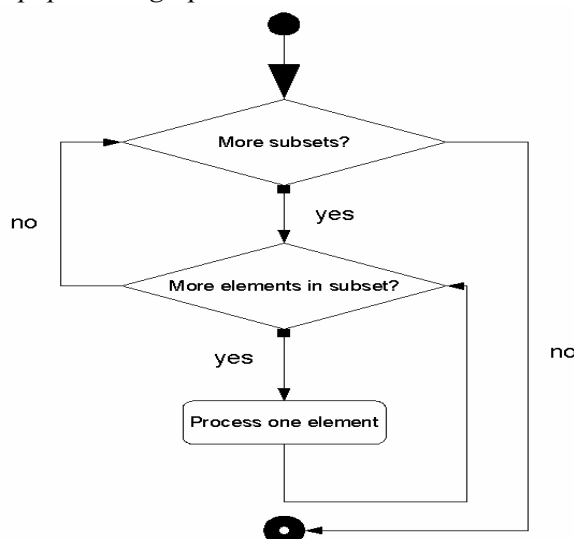 More subsets?
no
yes
More elements in subset?
yes
no
Process one element